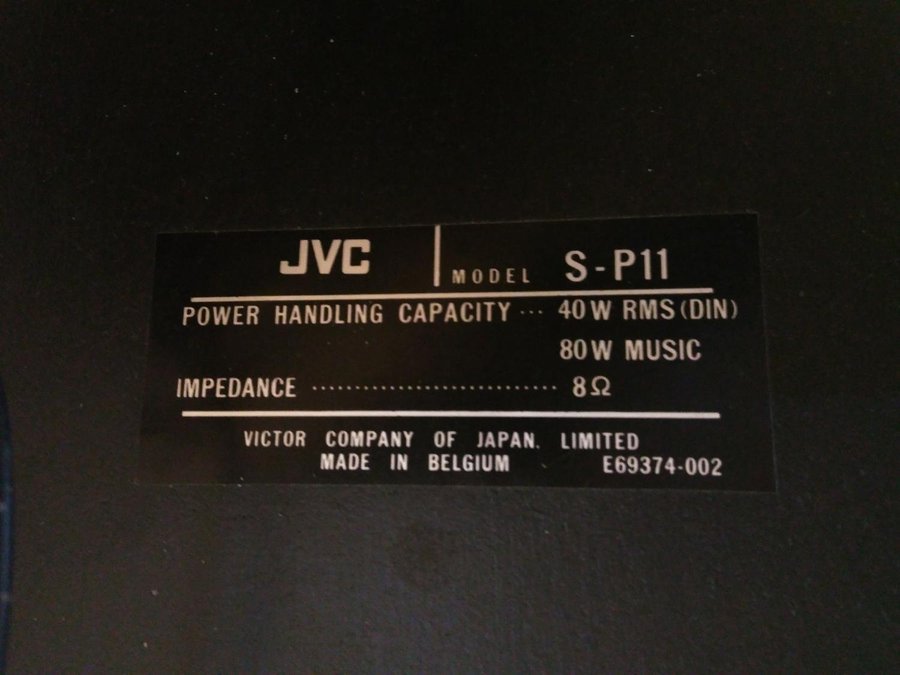 JVC MODEL S-P11
POWER HANDLING CAPACITY ··· 40W RMS (DIN)
80W MUSIC
IMPEDANCE ···························· 8Ω
VICTOR COMPANY OF JAPAN. LIMITED
MADE IN BELGIUM E69374-002